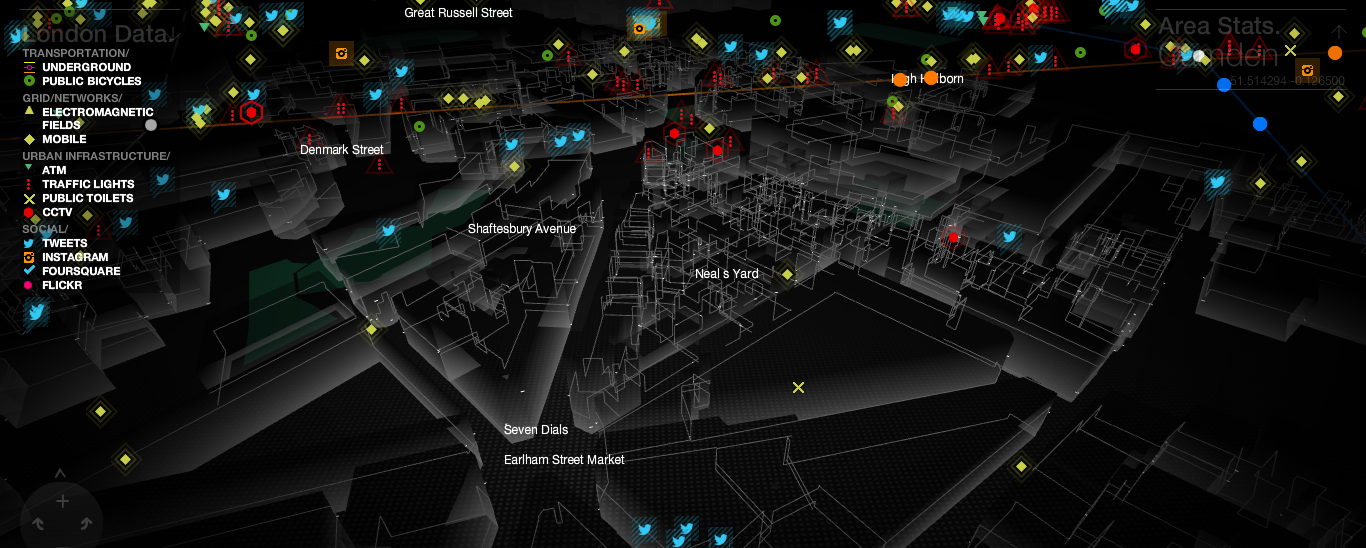 London Data.
TRANSPORTATION/
UNDERGROUND
PUBLIC BICYCLES
GRID/NETWORKS/
ELECTROMAGNETIC
FIELDS
MOBILE
URBAN INFRASTRUCTURE/
ATM
TRAFFIC LIGHTS
PUBLIC TOILETS
CCTV
SOCIAL/
TWEETS
INSTAGRAM
FOURSQUARE
FLICKR
Great Russell Street
Area Stats.
Camden
51.514294 -0.126500
High Holborn
Denmark Street
Shaftesbury Avenue
Neal s Yard
Seven Dials
Earlham Street Market